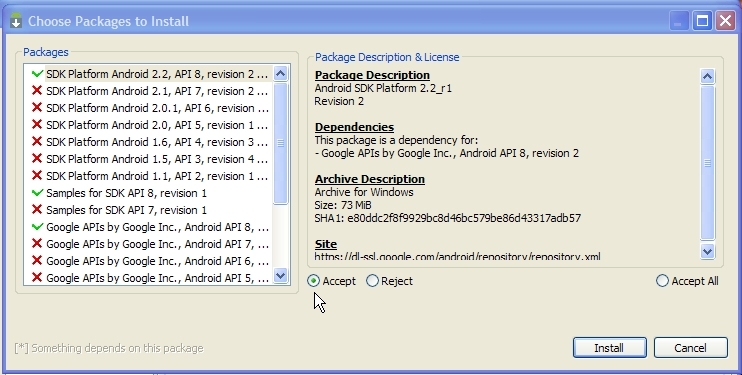 Choose Packages to Install
Packages
SDK Platform Android 2.2, API 8, revision 2 ...
SDK Platform Android 2.1, API 7, revision 2 ...
SDK Platform Android 2.0.1, API 6, revision ...
SDK Platform Android 2.0, API 5, revision 1 ...
SDK Platform Android 1.6, API 4, revision 3 ...
SDK Platform Android 1.5, API 3, revision 4 ...
SDK Platform Android 1.1, API 2, revision 1 ...
Samples for SDK API 8, revision 1
Samples for SDK API 7, revision 1
Google APIs by Google Inc., Android API 8, ...
Google APIs by Google Inc., Android API 7, ...
Google APIs by Google Inc., Android API 6, ...
Google APIs by Google Inc., Android API 5, ...
Package Description & License
Package Description
Android SDK Platform 2.2_r1
Revision 2
Dependencies
This package is a dependency for:
- Google APIs by Google Inc., Android API 8, revision 2
Archive Description
Archive for Windows
Size: 73 MiB
SHA1: e80ddc2f8f9929bc8d46bc579be86d43317adb57
Site
https://dl-ssl.google.com/android/repository/repository.xml
Accept
Reject
Accept All
[*] Something depends on this package
Install
Cancel